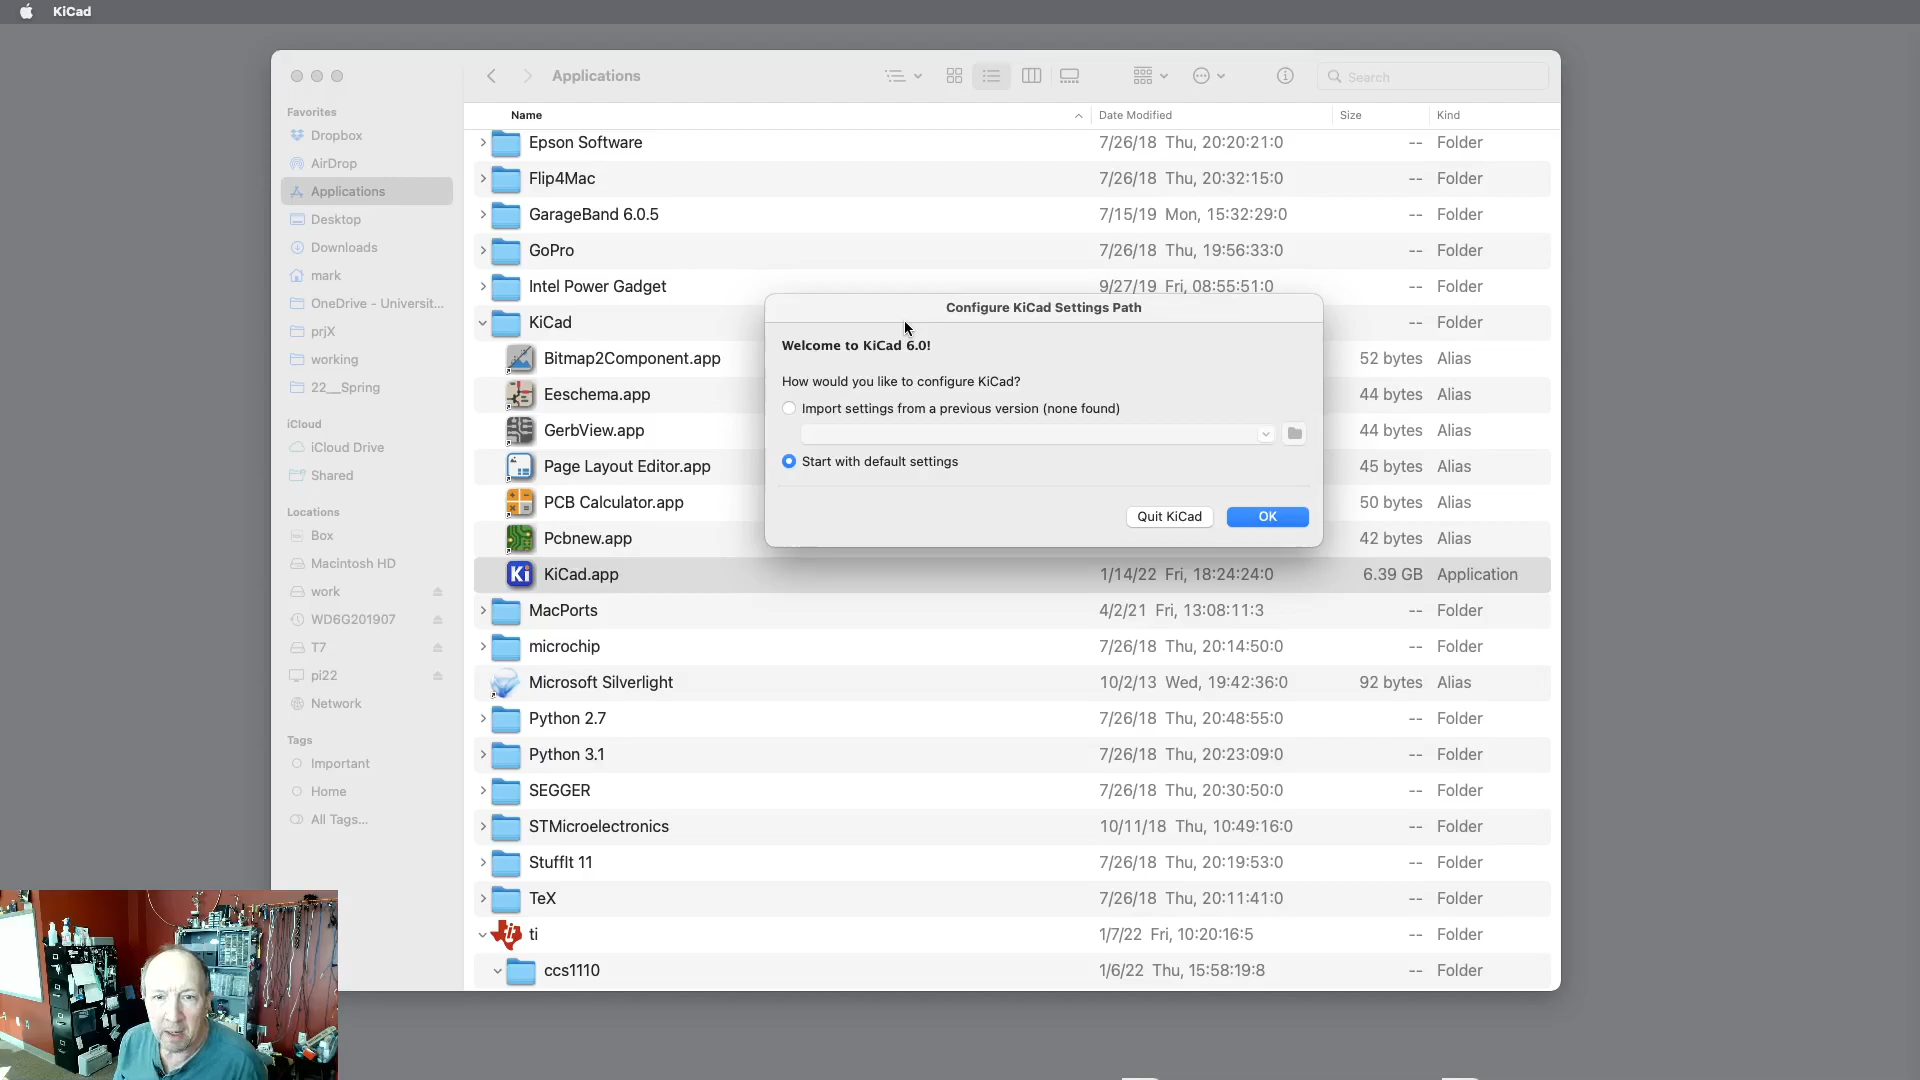 KiCad
Applications
Search
Favorites
Dropbox
AirDrop
Applications
Desktop
Downloads
mark
OneDrive - Universit...
prjX
working
22__Spring
iCloud
iCloud Drive
Shared
Locations
Box
Macintosh HD
work
WD6G201907
T7
pi22
Network
Tags
Important
Home
All Tags...
Name Date Modified Size Kind
Epson Software 7/26/18 Thu, 20:20:21:0 -- Folder
Flip4Mac 7/26/18 Thu, 20:32:15:0 -- Folder
GarageBand 6.0.5 7/15/19 Mon, 15:32:29:0 -- Folder
GoPro 7/26/18 Thu, 19:56:33:0 -- Folder
Intel Power Gadget 9/27/19 Fri, 08:55:51:0 -- Folder
KiCad -- Folder
Bitmap2Component.app 52 bytes Alias
Eeschema.app 44 bytes Alias
GerbView.app 44 bytes Alias
Page Layout Editor.app 45 bytes Alias
PCB Calculator.app 50 bytes Alias
Pcbnew.app 42 bytes Alias
Ki KiCad.app 1/14/22 Fri, 18:24:24:0 6.39 GB Application
MacPorts 4/2/21 Fri, 13:08:11:3 -- Folder
microchip 7/26/18 Thu, 20:14:50:0 -- Folder
Microsoft Silverlight 10/2/13 Wed, 19:42:36:0 92 bytes Alias
Python 2.7 7/26/18 Thu, 20:48:55:0 -- Folder
Python 3.1 7/26/18 Thu, 20:23:09:0 -- Folder
SEGGER 7/26/18 Thu, 20:30:50:0 -- Folder
STMicroelectronics 10/11/18 Thu, 10:49:16:0 -- Folder
StuffIt 11 7/26/18 Thu, 20:19:53:0 -- Folder
TeX 7/26/18 Thu, 20:11:41:0 -- Folder
ti 1/7/22 Fri, 10:20:16:5 -- Folder
ccs1110 1/6/22 Thu, 15:58:19:8 -- Folder
Configure KiCad Settings Path
Welcome to KiCad 6.0!
How would you like to configure KiCad?
Import settings from a previous version (none found)
Start with default settings
Quit KiCad OK